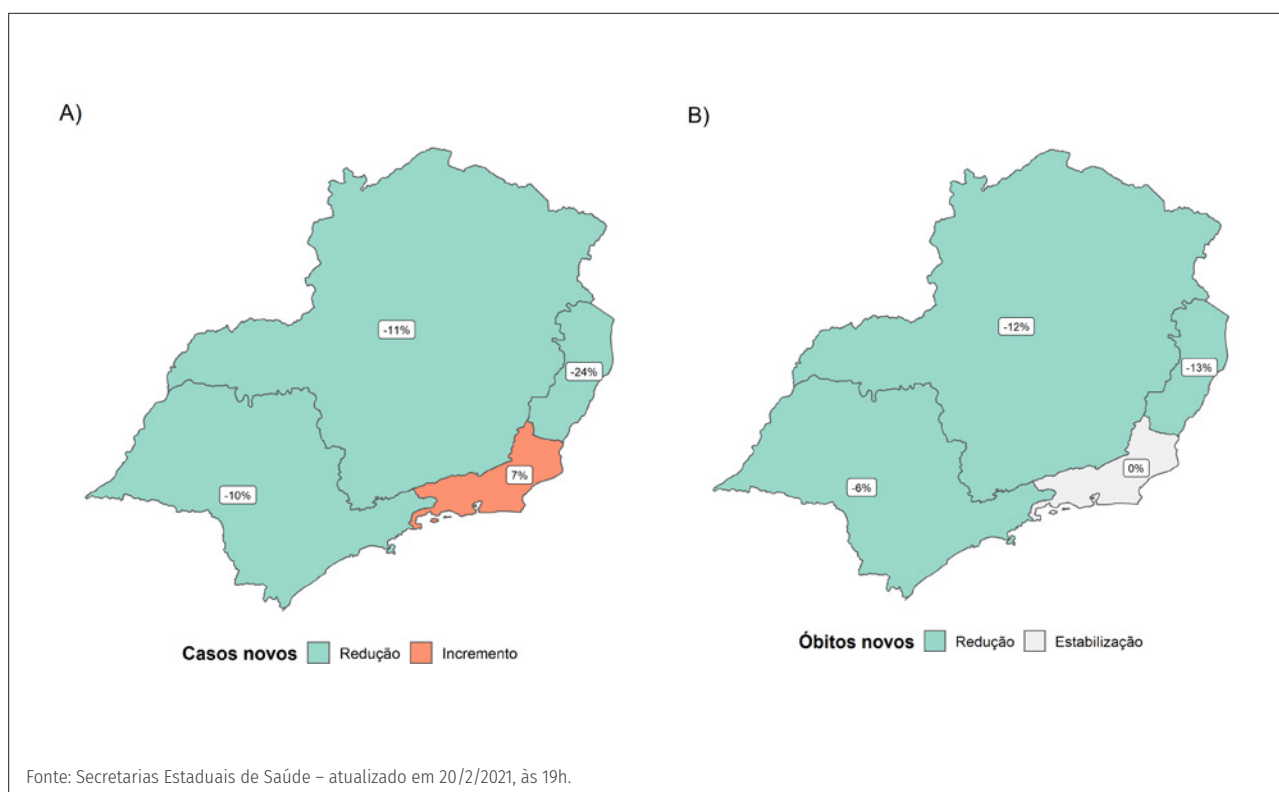 A)
-11%
-24%
7%
-10%
Casos novos Redução Incremento
B)
-12%
-13%
0%
-6%
Óbitos novos Redução Estabilização
Fonte: Secretarias Estaduais de Saúde – atualizado em 20/2/2021, às 19h.